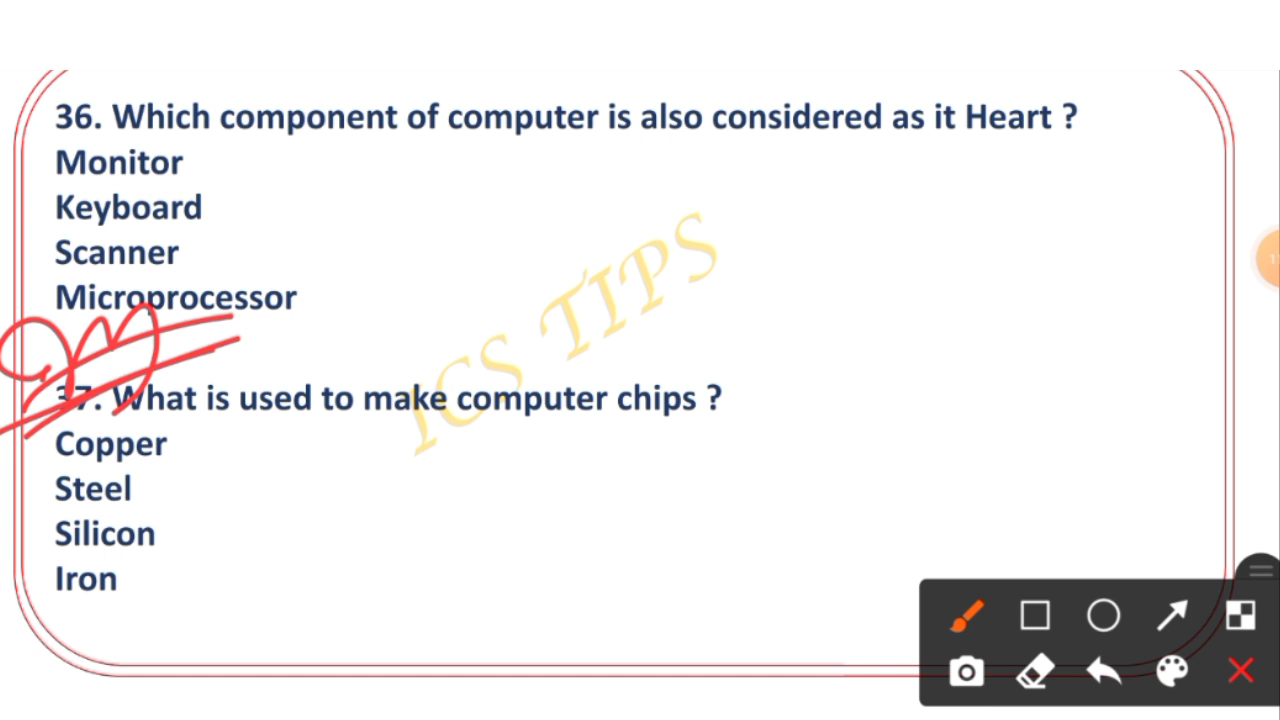 36. Which component of computer is also considered as it Heart ?
Monitor
Keyboard
Scanner
Microprocessor
37. What is used to make computer chips ?
Copper
Steel
Silicon
Iron
ICS TIPS